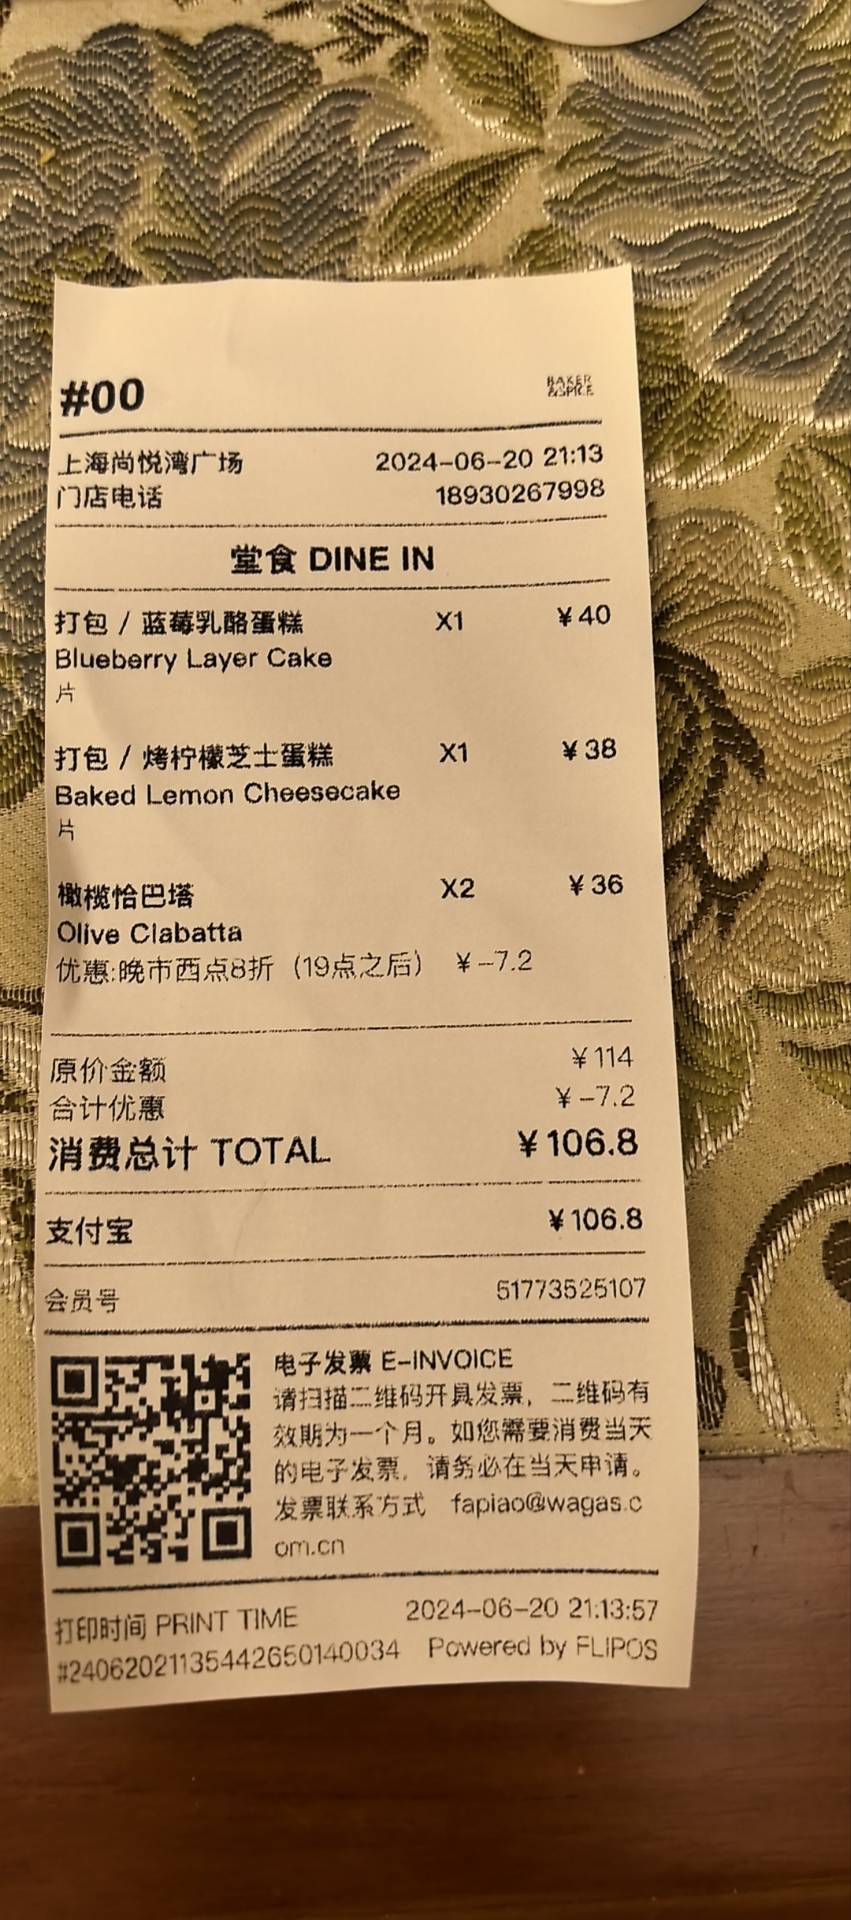 #00
BAKER
&SPICE
上海尚悦湾广场 2024-06-20 21:13
门店电话 18930267998
堂食 DINE IN
打包 / 蓝莓乳酪蛋糕 X1 ¥40
Blueberry Layer Cake
片
打包 / 烤柠檬芝士蛋糕 X1 ¥38
Baked Lemon Cheesecake
片
橄榄恰巴塔 X2 ¥36
Olive Ciabatta
优惠:晚市西点8折（19点之后） ¥-7.2
原价金额 ¥114
合计优惠 ¥-7.2
消费总计 TOTAL ¥106.8
支付宝 ¥106.8
会员号 51773525107
电子发票 E-INVOICE
请扫描二维码开具发票，二维码有
效期为一个月。如您需要消费当天
的电子发票，请务必在当天申请。
发票联系方式 fapiao@wagas.c
om.cn
打印时间 PRINT TIME 2024-06-20 21:13:57
#24062021135442650140034 Powered by FLIPOS